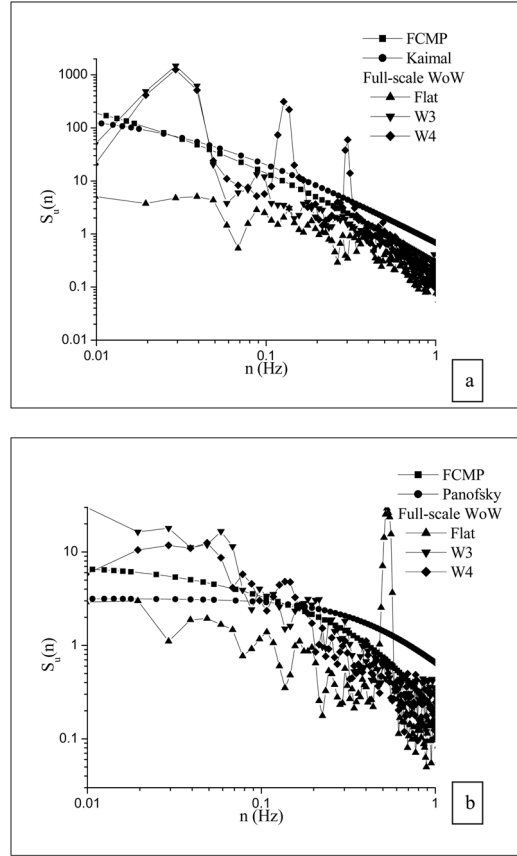 FCMP
Kaimal
Full-scale WoW
Flat
W3
W4
1000
100
10
1
0.1
0.01
S_u(n)
0.01
0.1
1
n (Hz)
a
FCMP
Panofsky
Full-scale WoW
Flat
W3
W4
10
1
0.1
S_u(n)
0.01
0.1
1
n (Hz)
b